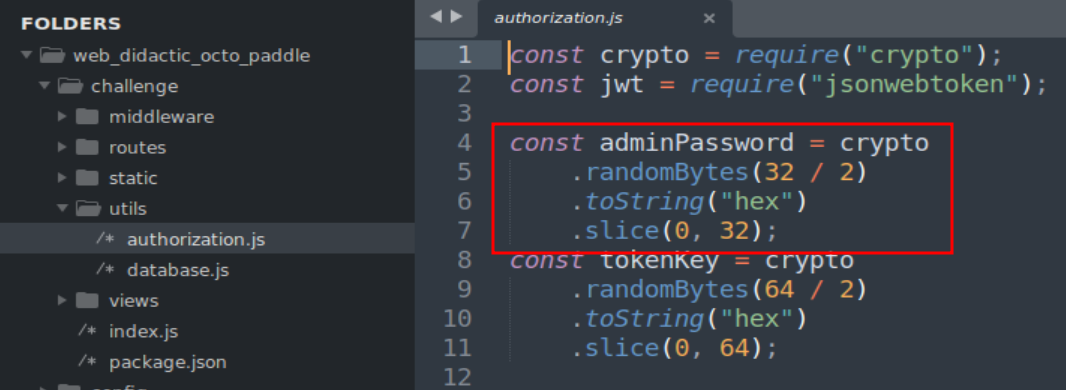 FOLDERS
web_didactic_octo_paddle
challenge
middleware
routes
static
utils
/* authorization.js
/* database.js
views
/* index.js
/* package.json
authorization.js ×
1 const crypto = require("crypto");
2 const jwt = require("jsonwebtoken");
3
4 const adminPassword = crypto
5 .randomBytes(32 / 2)
6 .toString("hex")
7 .slice(0, 32);
8 const tokenKey = crypto
9 .randomBytes(64 / 2)
10 .toString("hex")
11 .slice(0, 64);
12